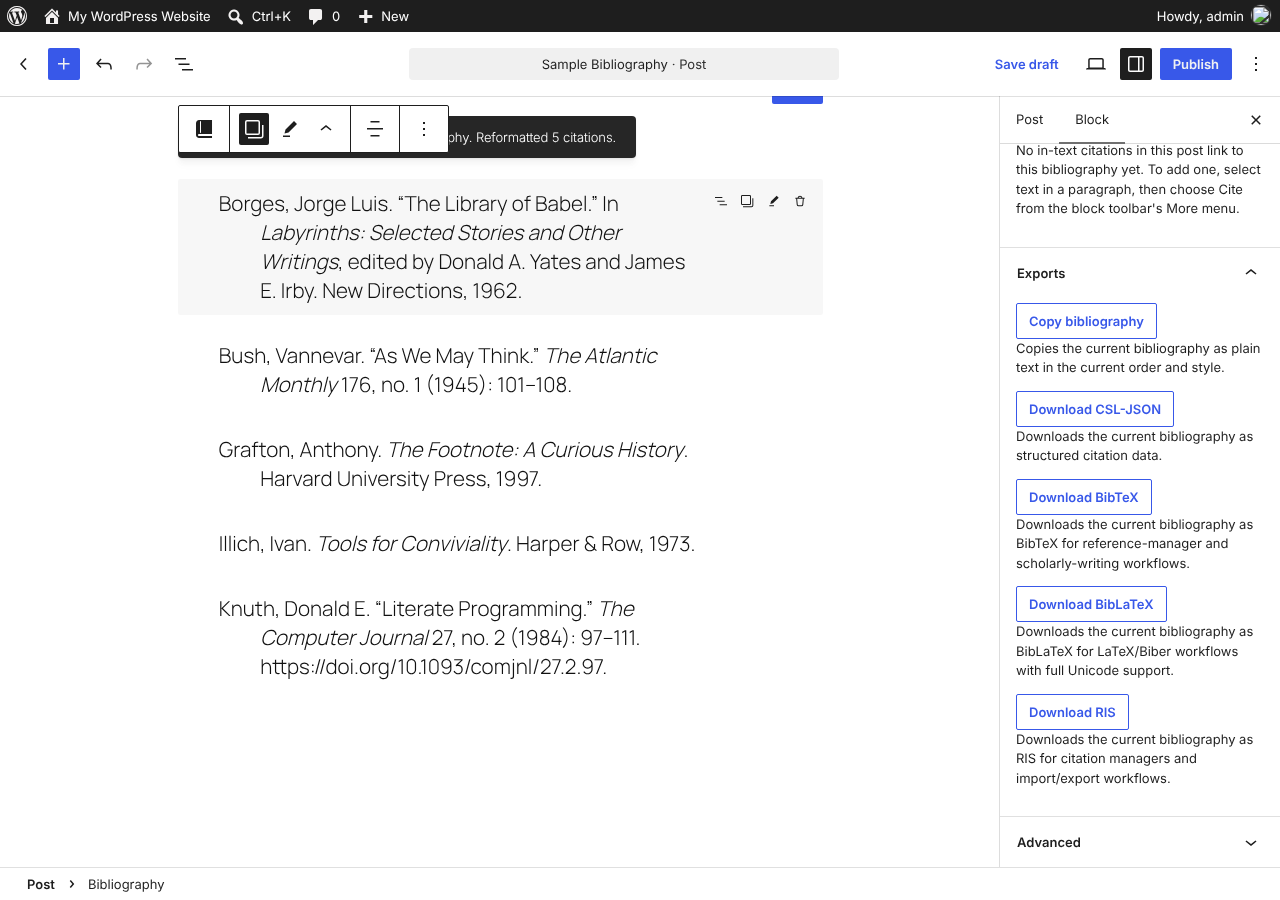 My WordPress Website
Ctrl+K
0
New
Howdy, admin
Sample Bibliography · Post
Save draft
Publish
Post
Block
phy. Reformatted 5 citations.
Borges, Jorge Luis. “The Library of Babel.” In
Labyrinths: Selected Stories and Other
Writings, edited by Donald A. Yates and James
E. Irby. New Directions, 1962.
Bush, Vannevar. “As We May Think.” The Atlantic
Monthly 176, no. 1 (1945): 101–108.
Grafton, Anthony. The Footnote: A Curious History.
Harvard University Press, 1997.
Illich, Ivan. Tools for Conviviality. Harper & Row, 1973.
Knuth, Donald E. “Literate Programming.” The
Computer Journal 27, no. 2 (1984): 97–111.
https://doi.org/10.1093/comjnl/27.2.97.
No in-text citations in this post link to
this bibliography yet. To add one, select
text in a paragraph, then choose Cite
from the block toolbar's More menu.
Exports
Copy bibliography
Copies the current bibliography as plain
text in the current order and style.
Download CSL-JSON
Downloads the current bibliography as
structured citation data.
Download BibTeX
Downloads the current bibliography as
BibTeX for reference-manager and
scholarly-writing workflows.
Download BibLaTeX
Downloads the current bibliography as
BibLaTeX for LaTeX/Biber workflows
with full Unicode support.
Download RIS
Downloads the current bibliography as
RIS for citation managers and
import/export workflows.
Advanced
Post
Bibliography